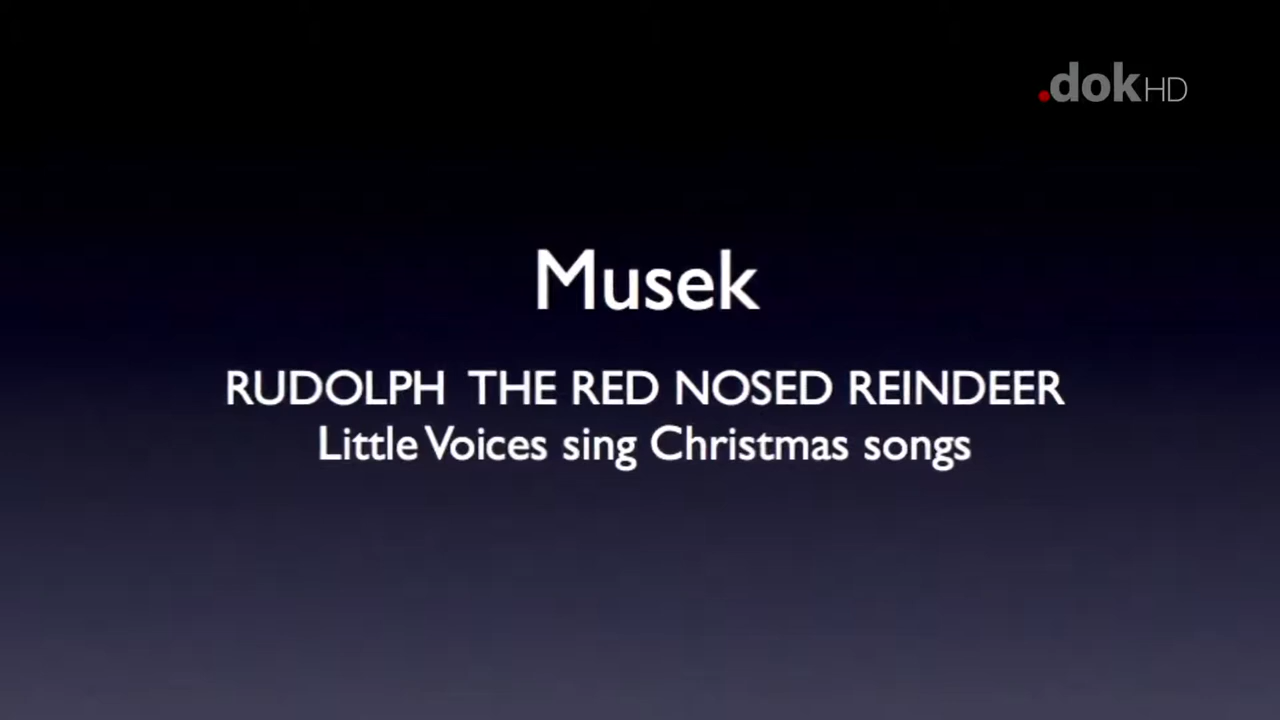 .dokHD
Musek
RUDOLPH THE RED NOSED REINDEER
Little Voices sing Christmas songs